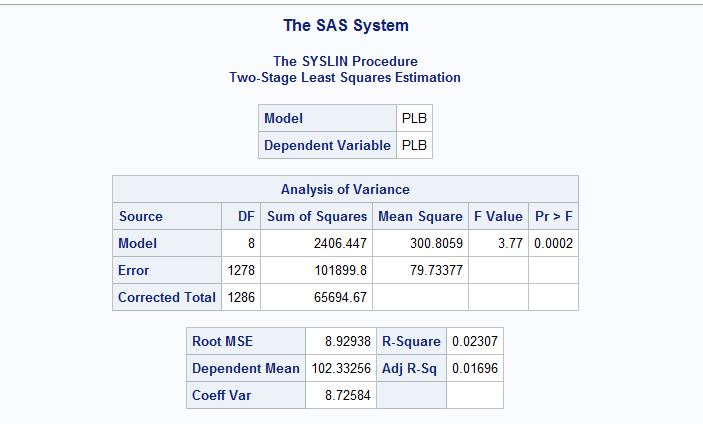 The SAS System
The SYSLIN Procedure
Two-Stage Least Squares Estimation
Model PLB
Dependent Variable PLB
Analysis of Variance
Source DF Sum of Squares Mean Square F Value Pr > F
Model 8 2406.447 300.8059 3.77 0.0002
Error 1278 101899.8 79.73377
Corrected Total 1286 65694.67
Root MSE 8.92938 R-Square 0.02307
Dependent Mean 102.33256 Adj R-Sq 0.01696
Coeff Var 8.72584